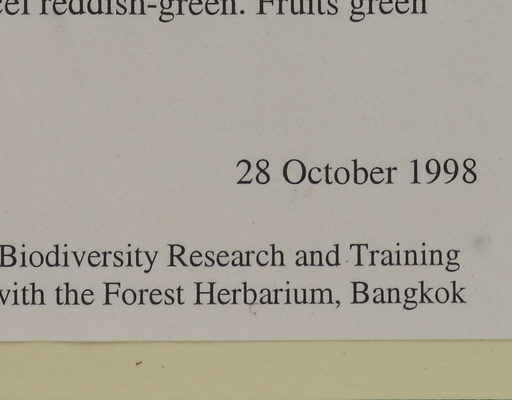 reddish-green. Fruits green
28 October 1998
Biodiversity Research and Training
with the Forest Herbarium, Bangkok